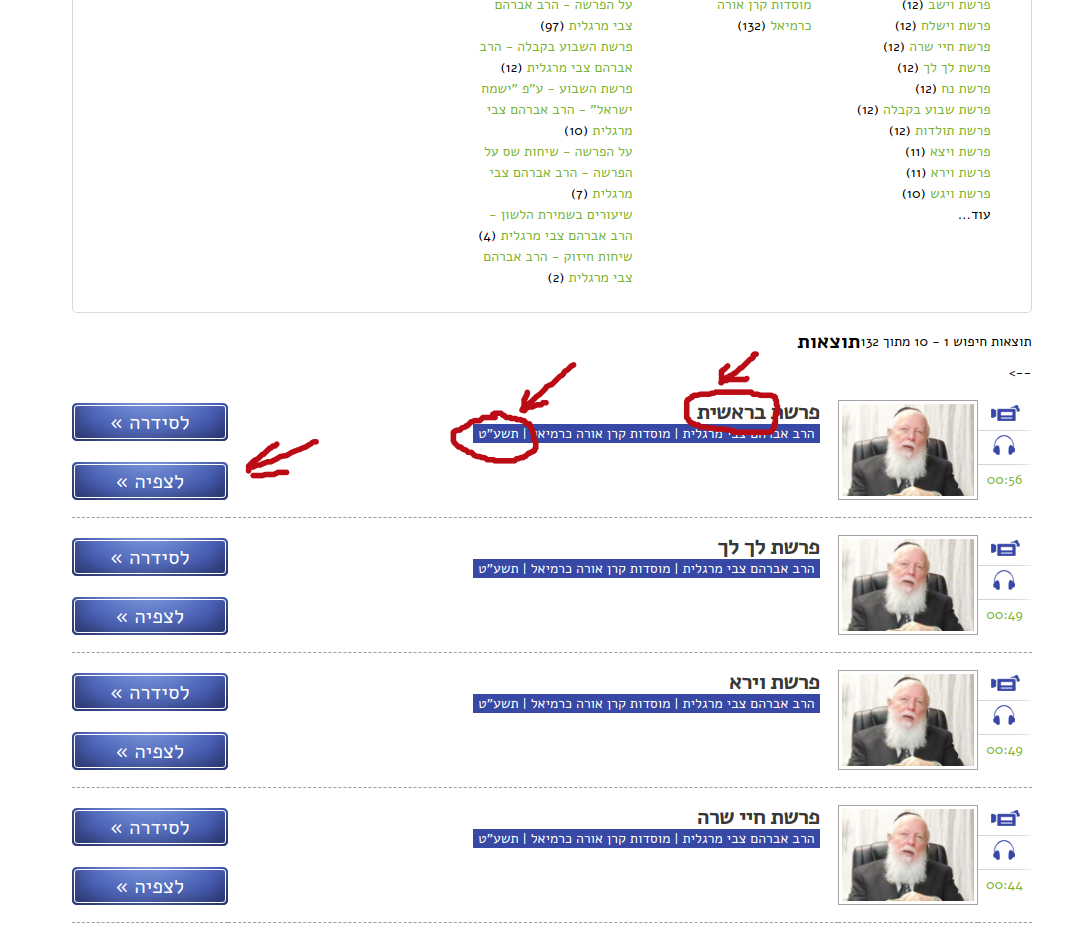 פרשת וישב (12)
פרשת וישלח (12)
פרשת חיי שרה (12)
פרשת לך לך (12)
פרשת נח (12)
פרשת שבוע בקבלה (12)
פרשת תולדות (12)
פרשת ויצא (11)
פרשת וירא (11)
פרשת ויגש (10)
עוד...
מוסדות קרן אורה
כרמיאל (132)
על הפרשה - הרב אברהם
צבי מרגלית (97)
פרשת השבוע בקבלה - הרב
אברהם צבי מרגלית (12)
פרשת השבוע - ע"פ "ישמח
ישראל" - הרב אברהם צבי
מרגלית (10)
על הפרשה - שיחות שס על
הפרשה - הרב אברהם צבי
מרגלית (7)
שיעורים בשמירת הלשון -
הרב אברהם צבי מרגלית (4)
שיחות חיזוק - הרב אברהם
צבי מרגלית (2)
תוצאות חיפוש 1 - 10 מתוך 132תוצאות
-->
00:56
פרשת בראשית
הרב אברהם צבי מרגלית | מוסדות קרן אורה כרמיאל | תשע"ט
לסידרה »
לצפיה »
00:49
פרשת לך לך
הרב אברהם צבי מרגלית | מוסדות קרן אורה כרמיאל | תשע"ט
לסידרה »
לצפיה »
00:49
פרשת וירא
הרב אברהם צבי מרגלית | מוסדות קרן אורה כרמיאל | תשע"ט
לסידרה »
לצפיה »
00:44
פרשת חיי שרה
הרב אברהם צבי מרגלית | מוסדות קרן אורה כרמיאל | תשע"ט
לסידרה »
לצפיה »